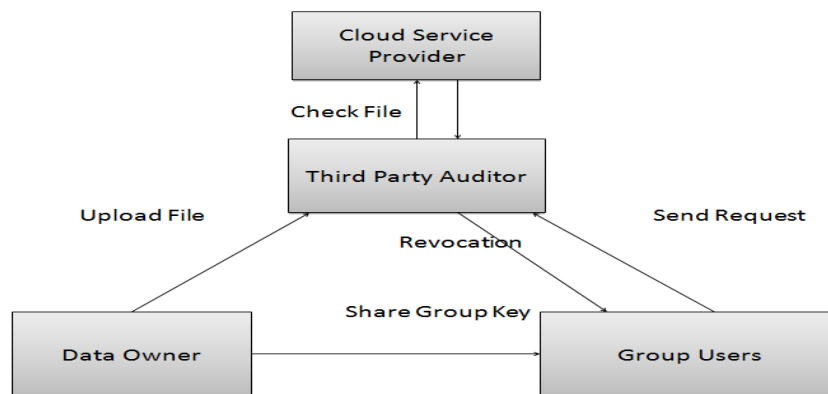 Cloud Service
Provider
Check File
Third Party Auditor
Upload File
Send Request
Revocation
Share Group Key
Data Owner
Group Users